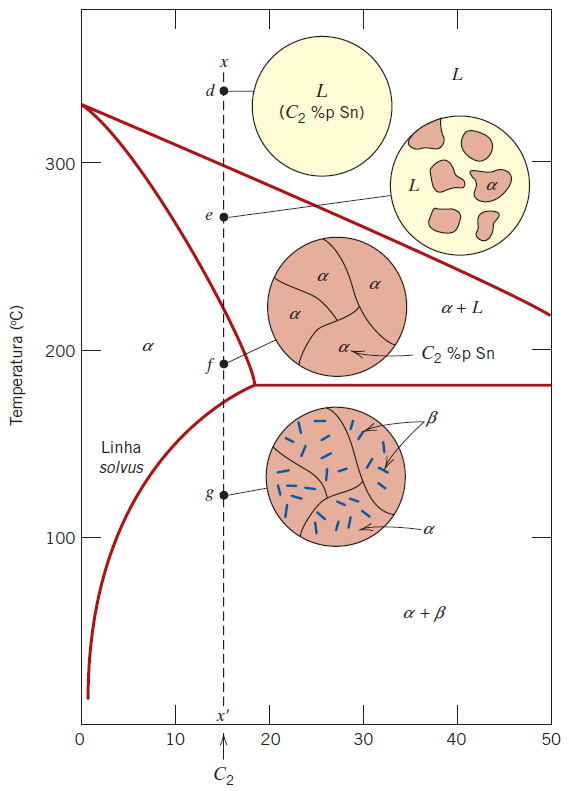 x
d
L
(C₂ %p Sn)
L
L
α
300
e
α
α
α
α
α + L
C₂ %p Sn
Temperatura (°C)
200
α
f
Linha
solvus
β
g
α
100
α + β
x'
0
10
20
30
40
50
C₂